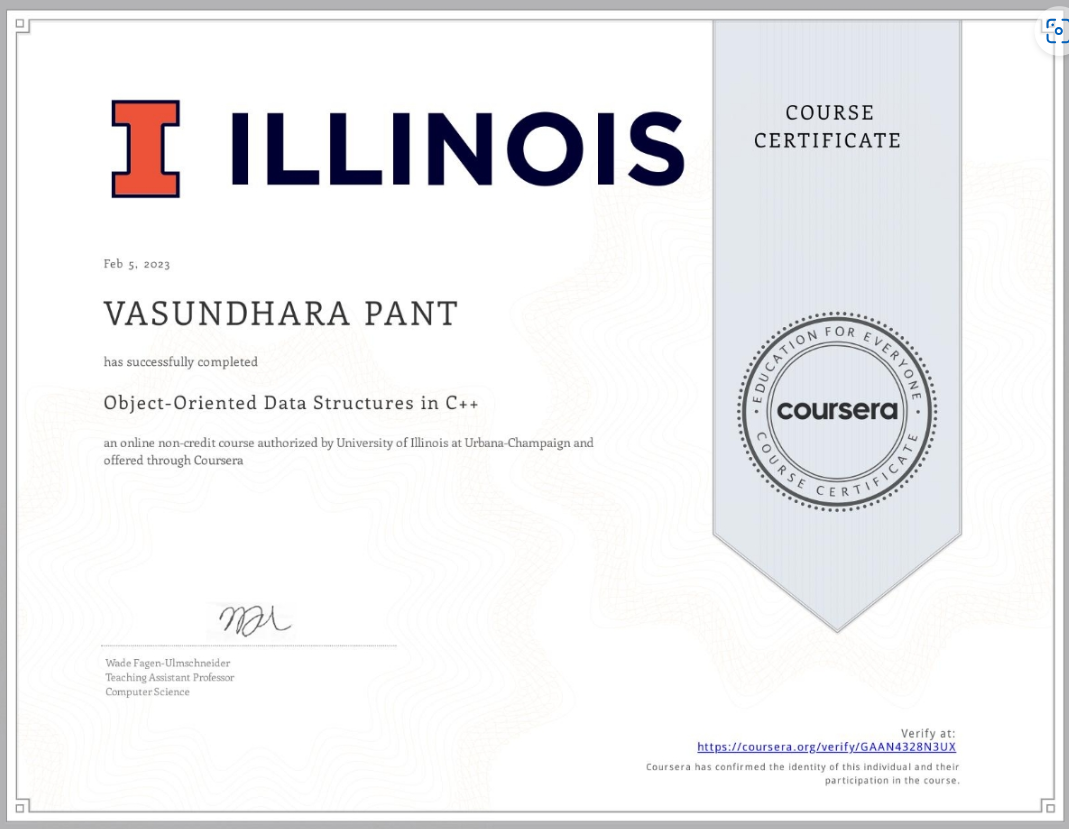 ILLINOIS
COURSE
CERTIFICATE
Feb 5, 2023
VASUNDHARA PANT
has successfully completed
Object-Oriented Data Structures in C++
an online non-credit course authorized by University of Illinois at Urbana-Champaign and
offered through Coursera
EDUCATION FOR EVERYONE
coursera
COURSE CERTIFICATE
Wade Fagen-Ulmschneider
Teaching Assistant Professor
Computer Science
Verify at:
https://coursera.org/verify/GAAN4328N3UX
Coursera has confirmed the identity of this individual and their
participation in the course.